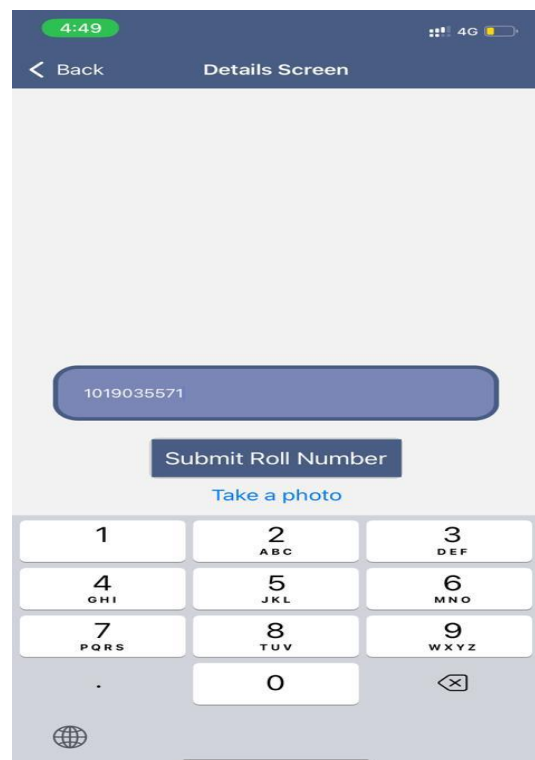 4:49 4G
Back Details Screen
1019035571
Submit Roll Number
Take a photo
1 2 3
ABC DEF
4 5 6
GHI JKL MNO
7 8 9
PQRS TUV WXYZ
. 0